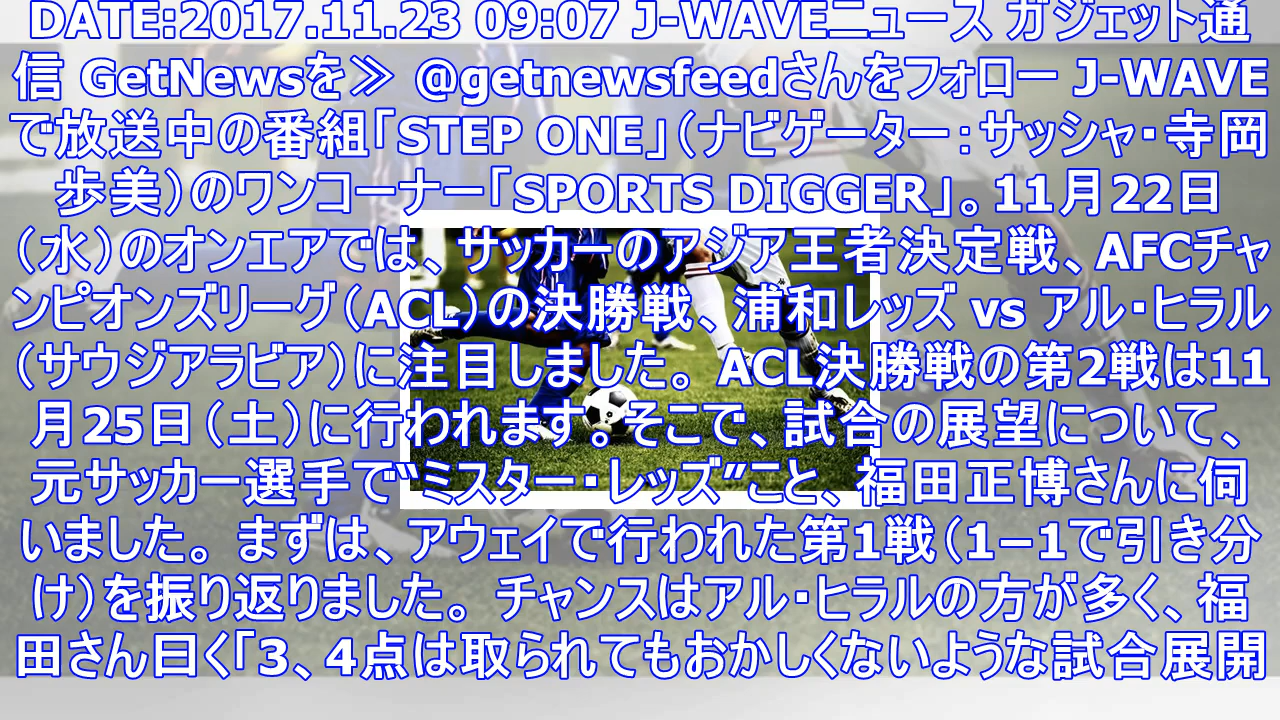 DATE:2017.11.23 09:07 J-WAVEニュース ガジェット通
信 GetNewsを≫ @getnewsfeedさんをフォロー J-WAVE
で放送中の番組「STEP ONE」（ナビゲーター：サッシャ・寺岡
歩美）のワンコーナー「SPORTS DIGGER」。11月22日
（水）のオンエアでは、サッカーのアジア王者決定戦、AFCチャ
ンピオンズリーグ（ACL）の決勝戦、浦和レッズ vs アル・ヒラル
（サウジアラビア）に注目しました。 ACL決勝戦の第2戦は11
月25日（土）に行われます。そこで、試合の展望について、
元サッカー選手で“ミスター・レッズ”こと、福田正博さんに伺
いました。 まずは、アウェイで行われた第1戦（1−1で引き分
け）を振り返りました。 チャンスはアル・ヒラルの方が多く、福
田さん曰く「3、4点は取られてもおかしくないような試合展開